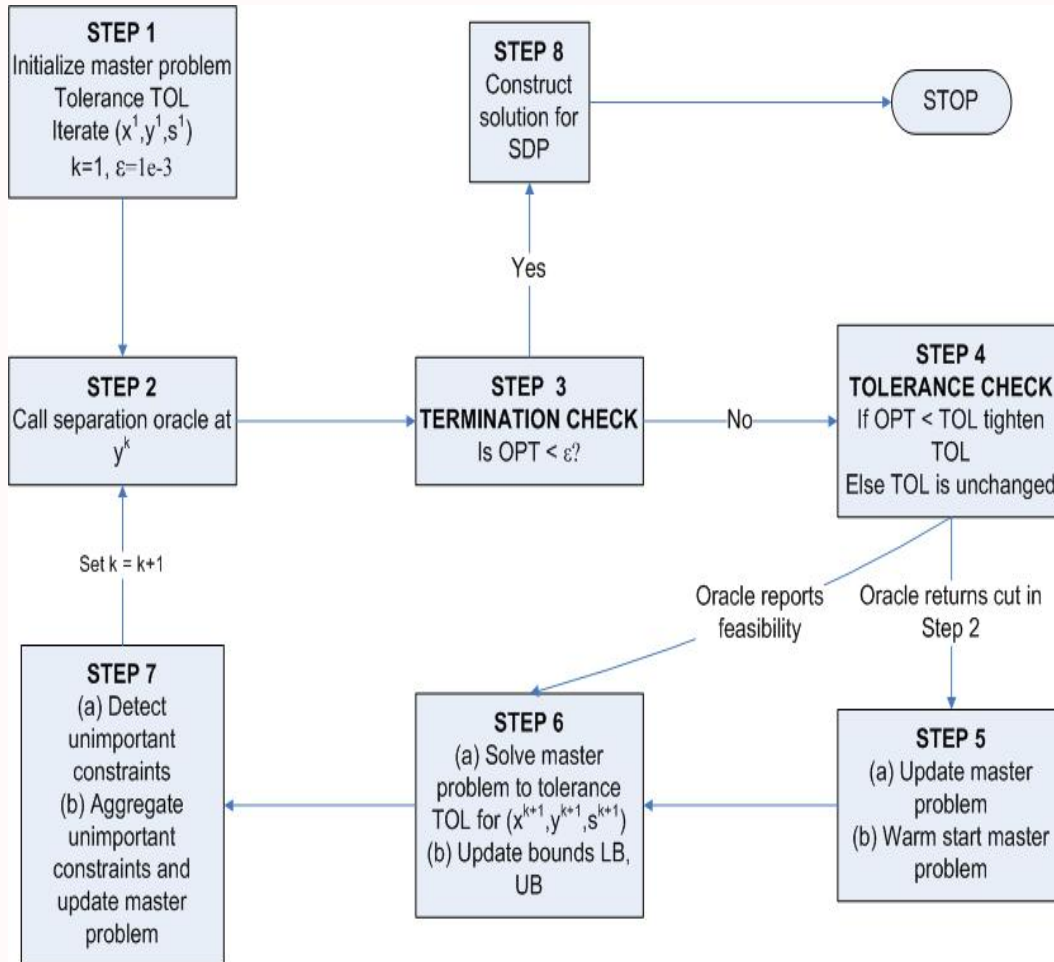 STEP 1
Initialize master problem
Tolerance TOL
Iterate (x¹,y¹,s¹)
k=1, ε=1e-3
STEP 8
Construct
solution for
SDP
STOP
Yes
STEP 2
Call separation oracle at
yᵏ
STEP 3
TERMINATION CHECK
Is OPT < ε?
No
STEP 4
TOLERANCE CHECK
If OPT < TOL tighten
TOL
Else TOL is unchanged
Set k = k+1
Oracle reports
feasibility
Oracle returns cut in
Step 2
STEP 7
(a) Detect
unimportant
constraints
(b) Aggregate
unimportant
constraints and
update master
problem
STEP 6
(a) Solve master
problem to tolerance
TOL for (xᵏ⁺¹,yᵏ⁺¹,sᵏ⁺¹)
(b) Update bounds LB,
UB
STEP 5
(a) Update master
problem
(b) Warm start master
problem